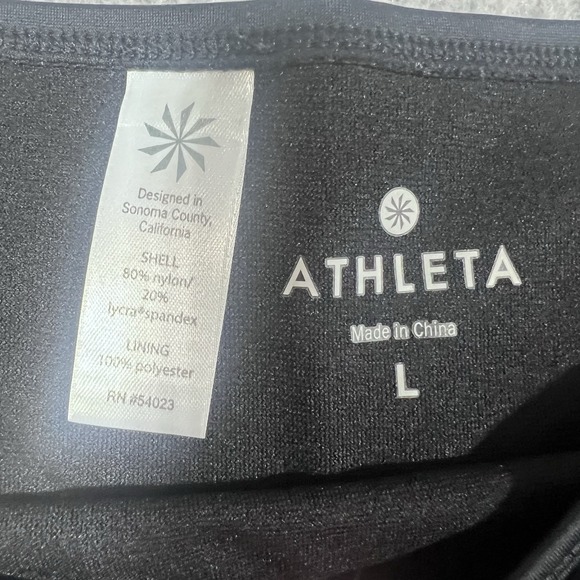 Designed in
Sonoma County,
California
SHELL
80% nylon/
20%
lycra®spandex
LINING
100% polyester
RN #54023
ATHLETA
Made in China
L